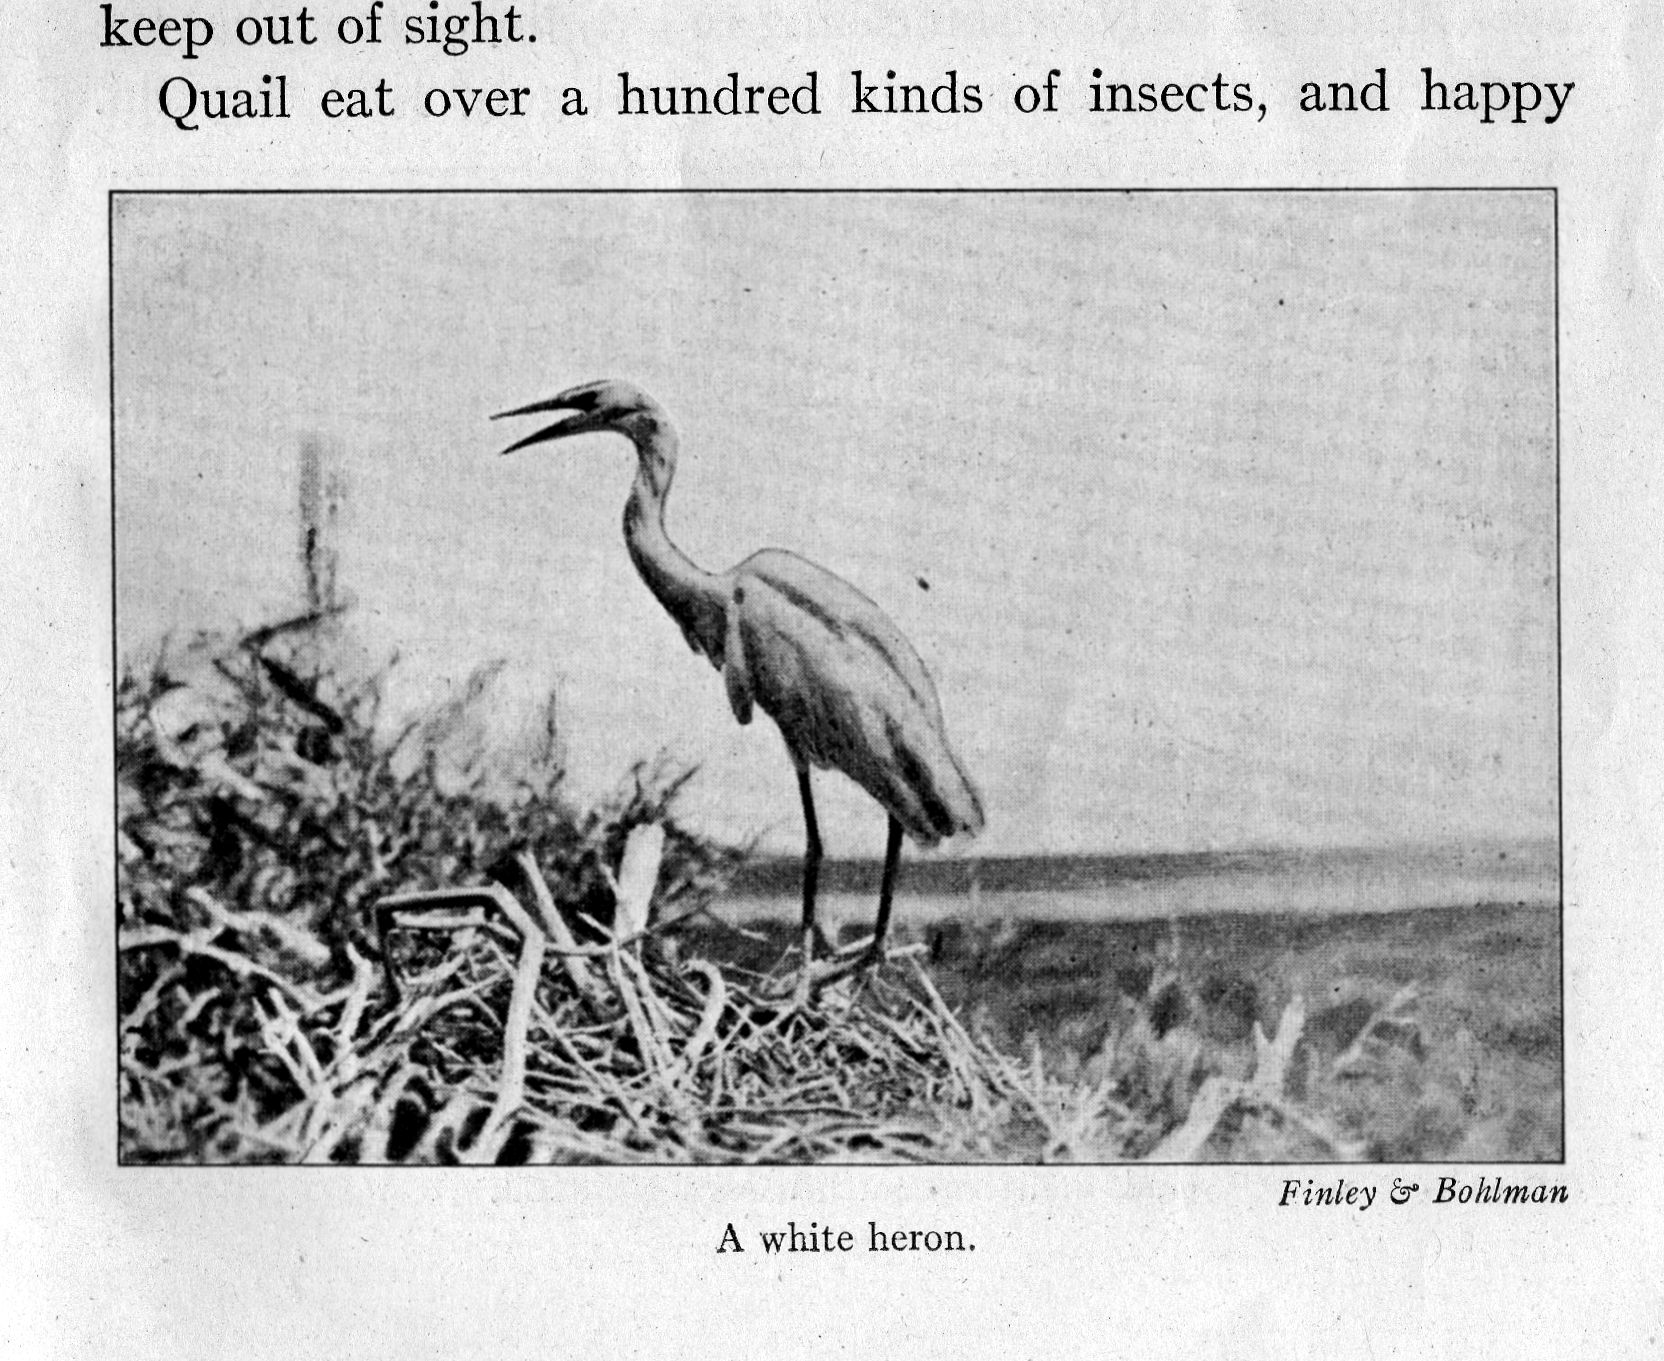 keep out of sight.
Quail eat over a hundred kinds of insects, and happy
Finley & Bohlman
A white heron.